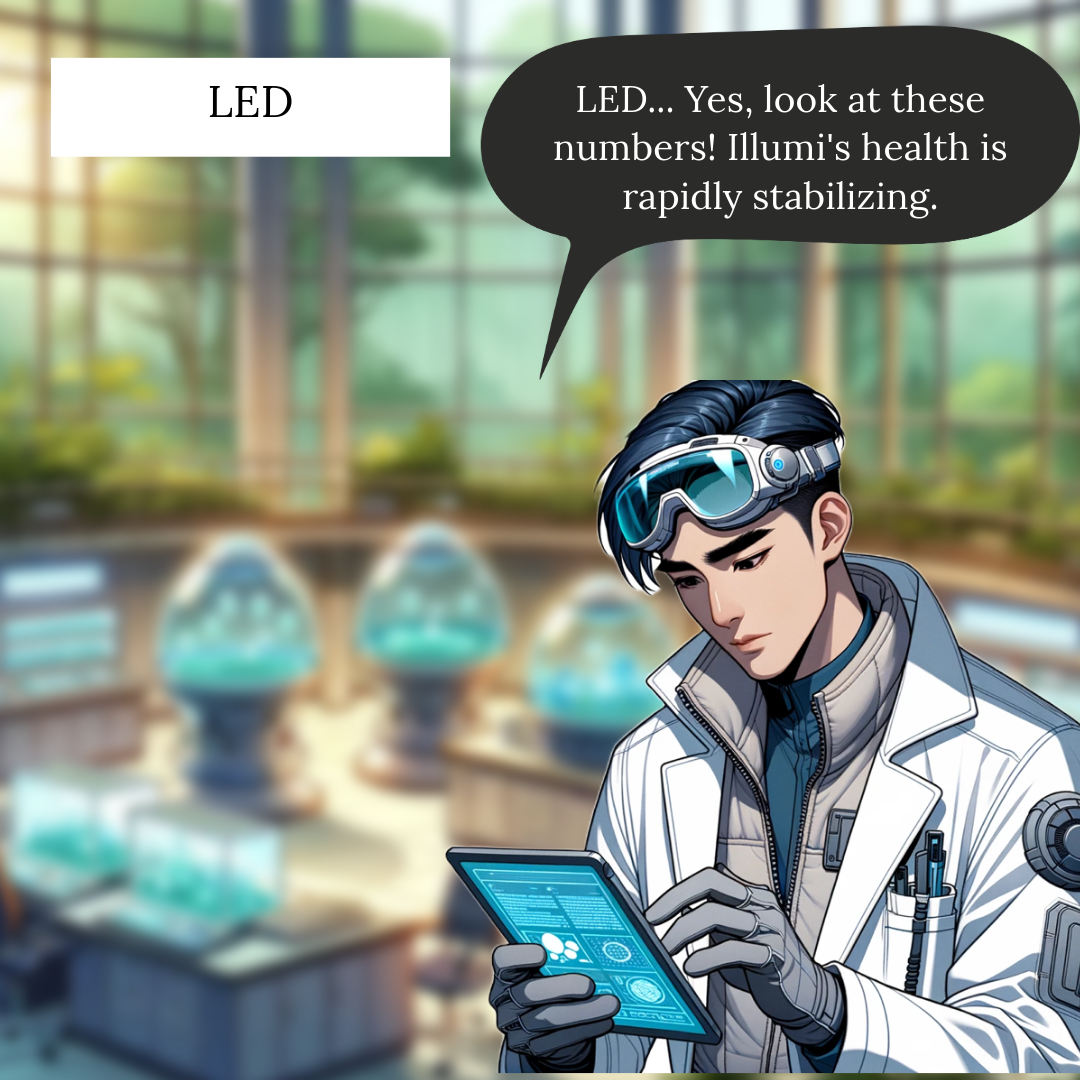 LED
LED... Yes, look at these
numbers! Illumi's health is
rapidly stabilizing.